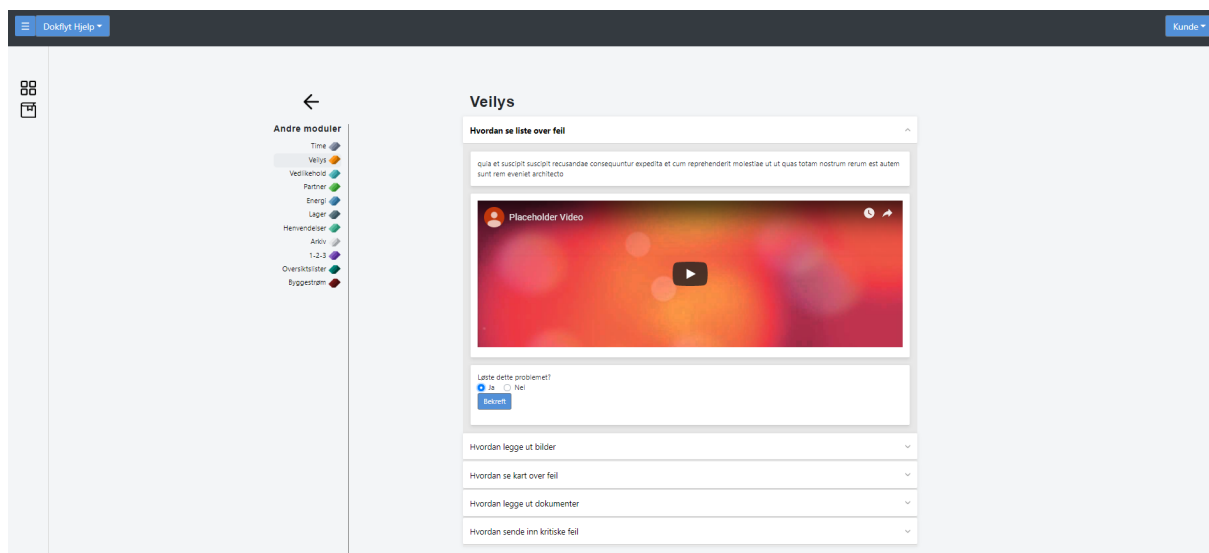 Dokflyt Hjelp
Kunde
Andre moduler
Time
Veilys
Vedlikehold
Partner
Energi
Lager
Henvendelser
Arkiv
1-2-3
Oversiktslister
Byggestrøm
Veilys
Hvordan se liste over feil
quia et suscipit suscipit recusandae consequuntur expedita et cum reprehenderit molestiae ut ut quas totam nostrum rerum est autem
sunt rem eveniet architecto
Placeholder Video
Løste dette problemet?
Ja Nei
Bekreft
Hvordan legge ut bilder
Hvordan se kart over feil
Hvordan legge ut dokumenter
Hvordan sende inn kritiske feil